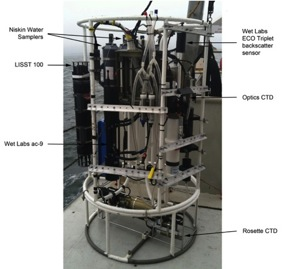 Niskin Water
Samplers
Wet Labs
ECO Triplet
backscatter
sensor
LISST 100
Optics CTD
Wet Labs ac-9
Rosette CTD